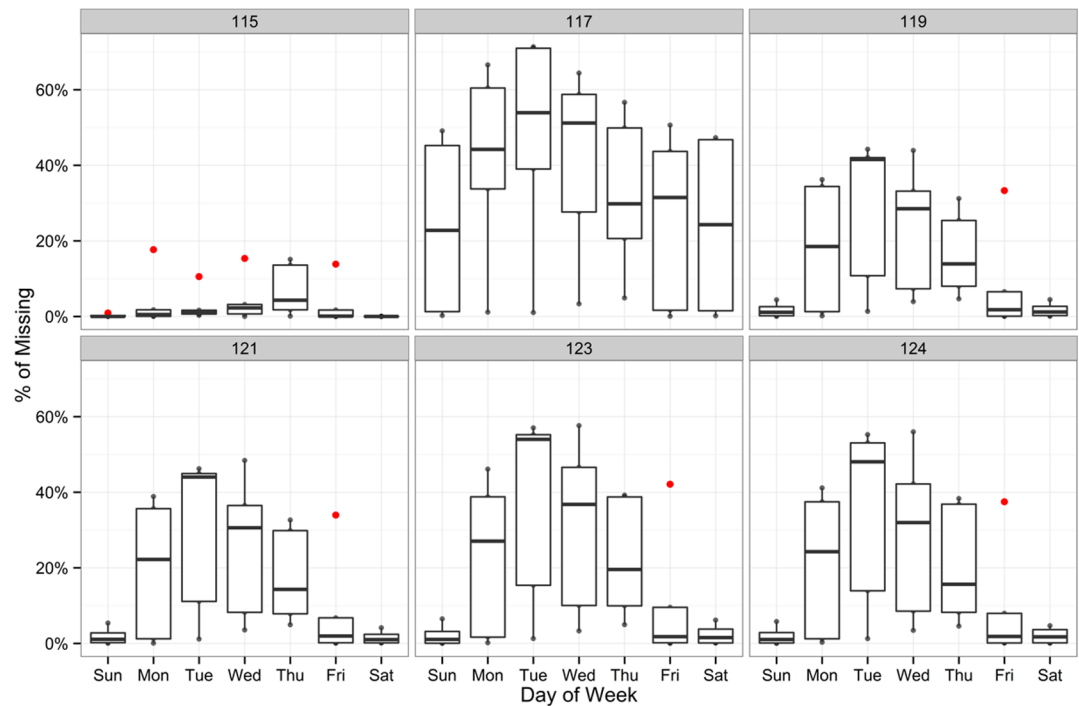 115 117 119
60%
40%
20%
0%
% of Missing
121 123 124
60%
40%
20%
0%
Sun Mon Tue Wed Thu Fri Sat Sun Mon Tue Wed Thu Fri Sat Sun Mon Tue Wed Thu Fri Sat
Day of Week